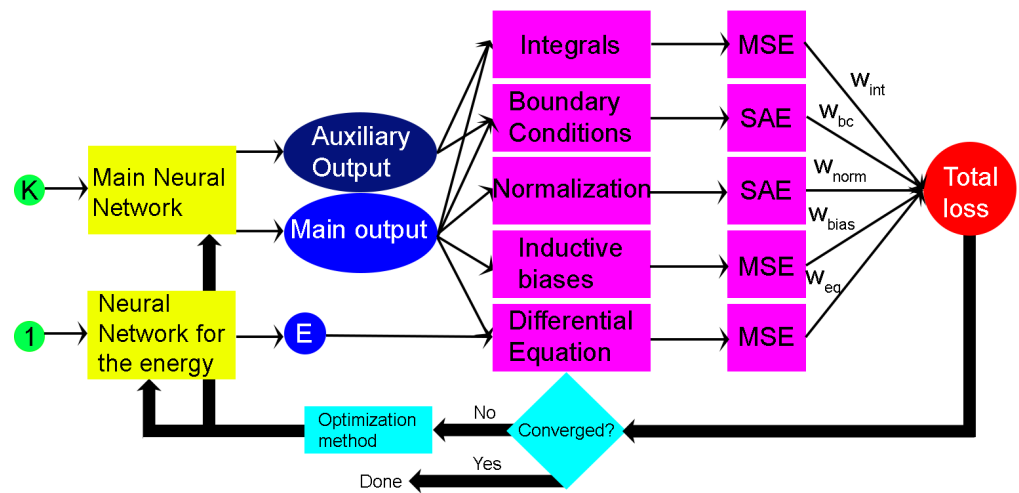 K
Main Neural
Network
1
Neural
Network for
the energy
Auxiliary
Output
Main output
E
Integrals
Boundary
Conditions
Normalization
Inductive
biases
Differential
Equation
MSE
SAE
SAE
MSE
MSE
w int
w bc
w norm
w bias
w eq
Total
loss
Converged?
No
Yes
Optimization
method
Done